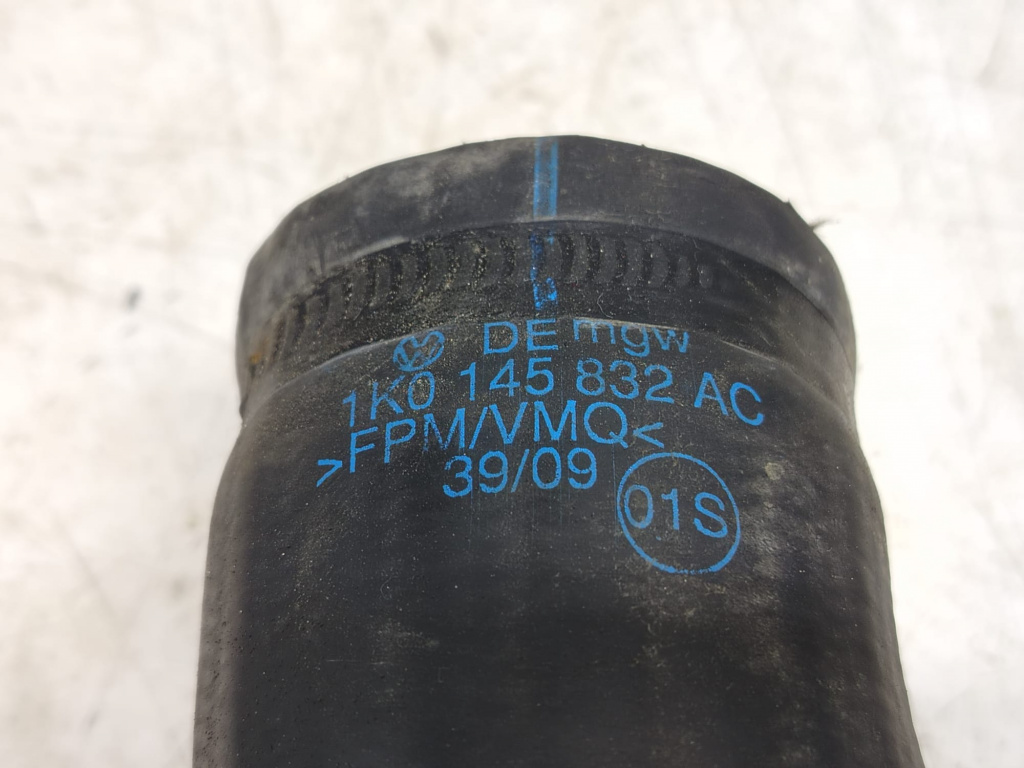 DE mgw
1K0 145 832 AC
>FPM/VMQ<
39/09
01S